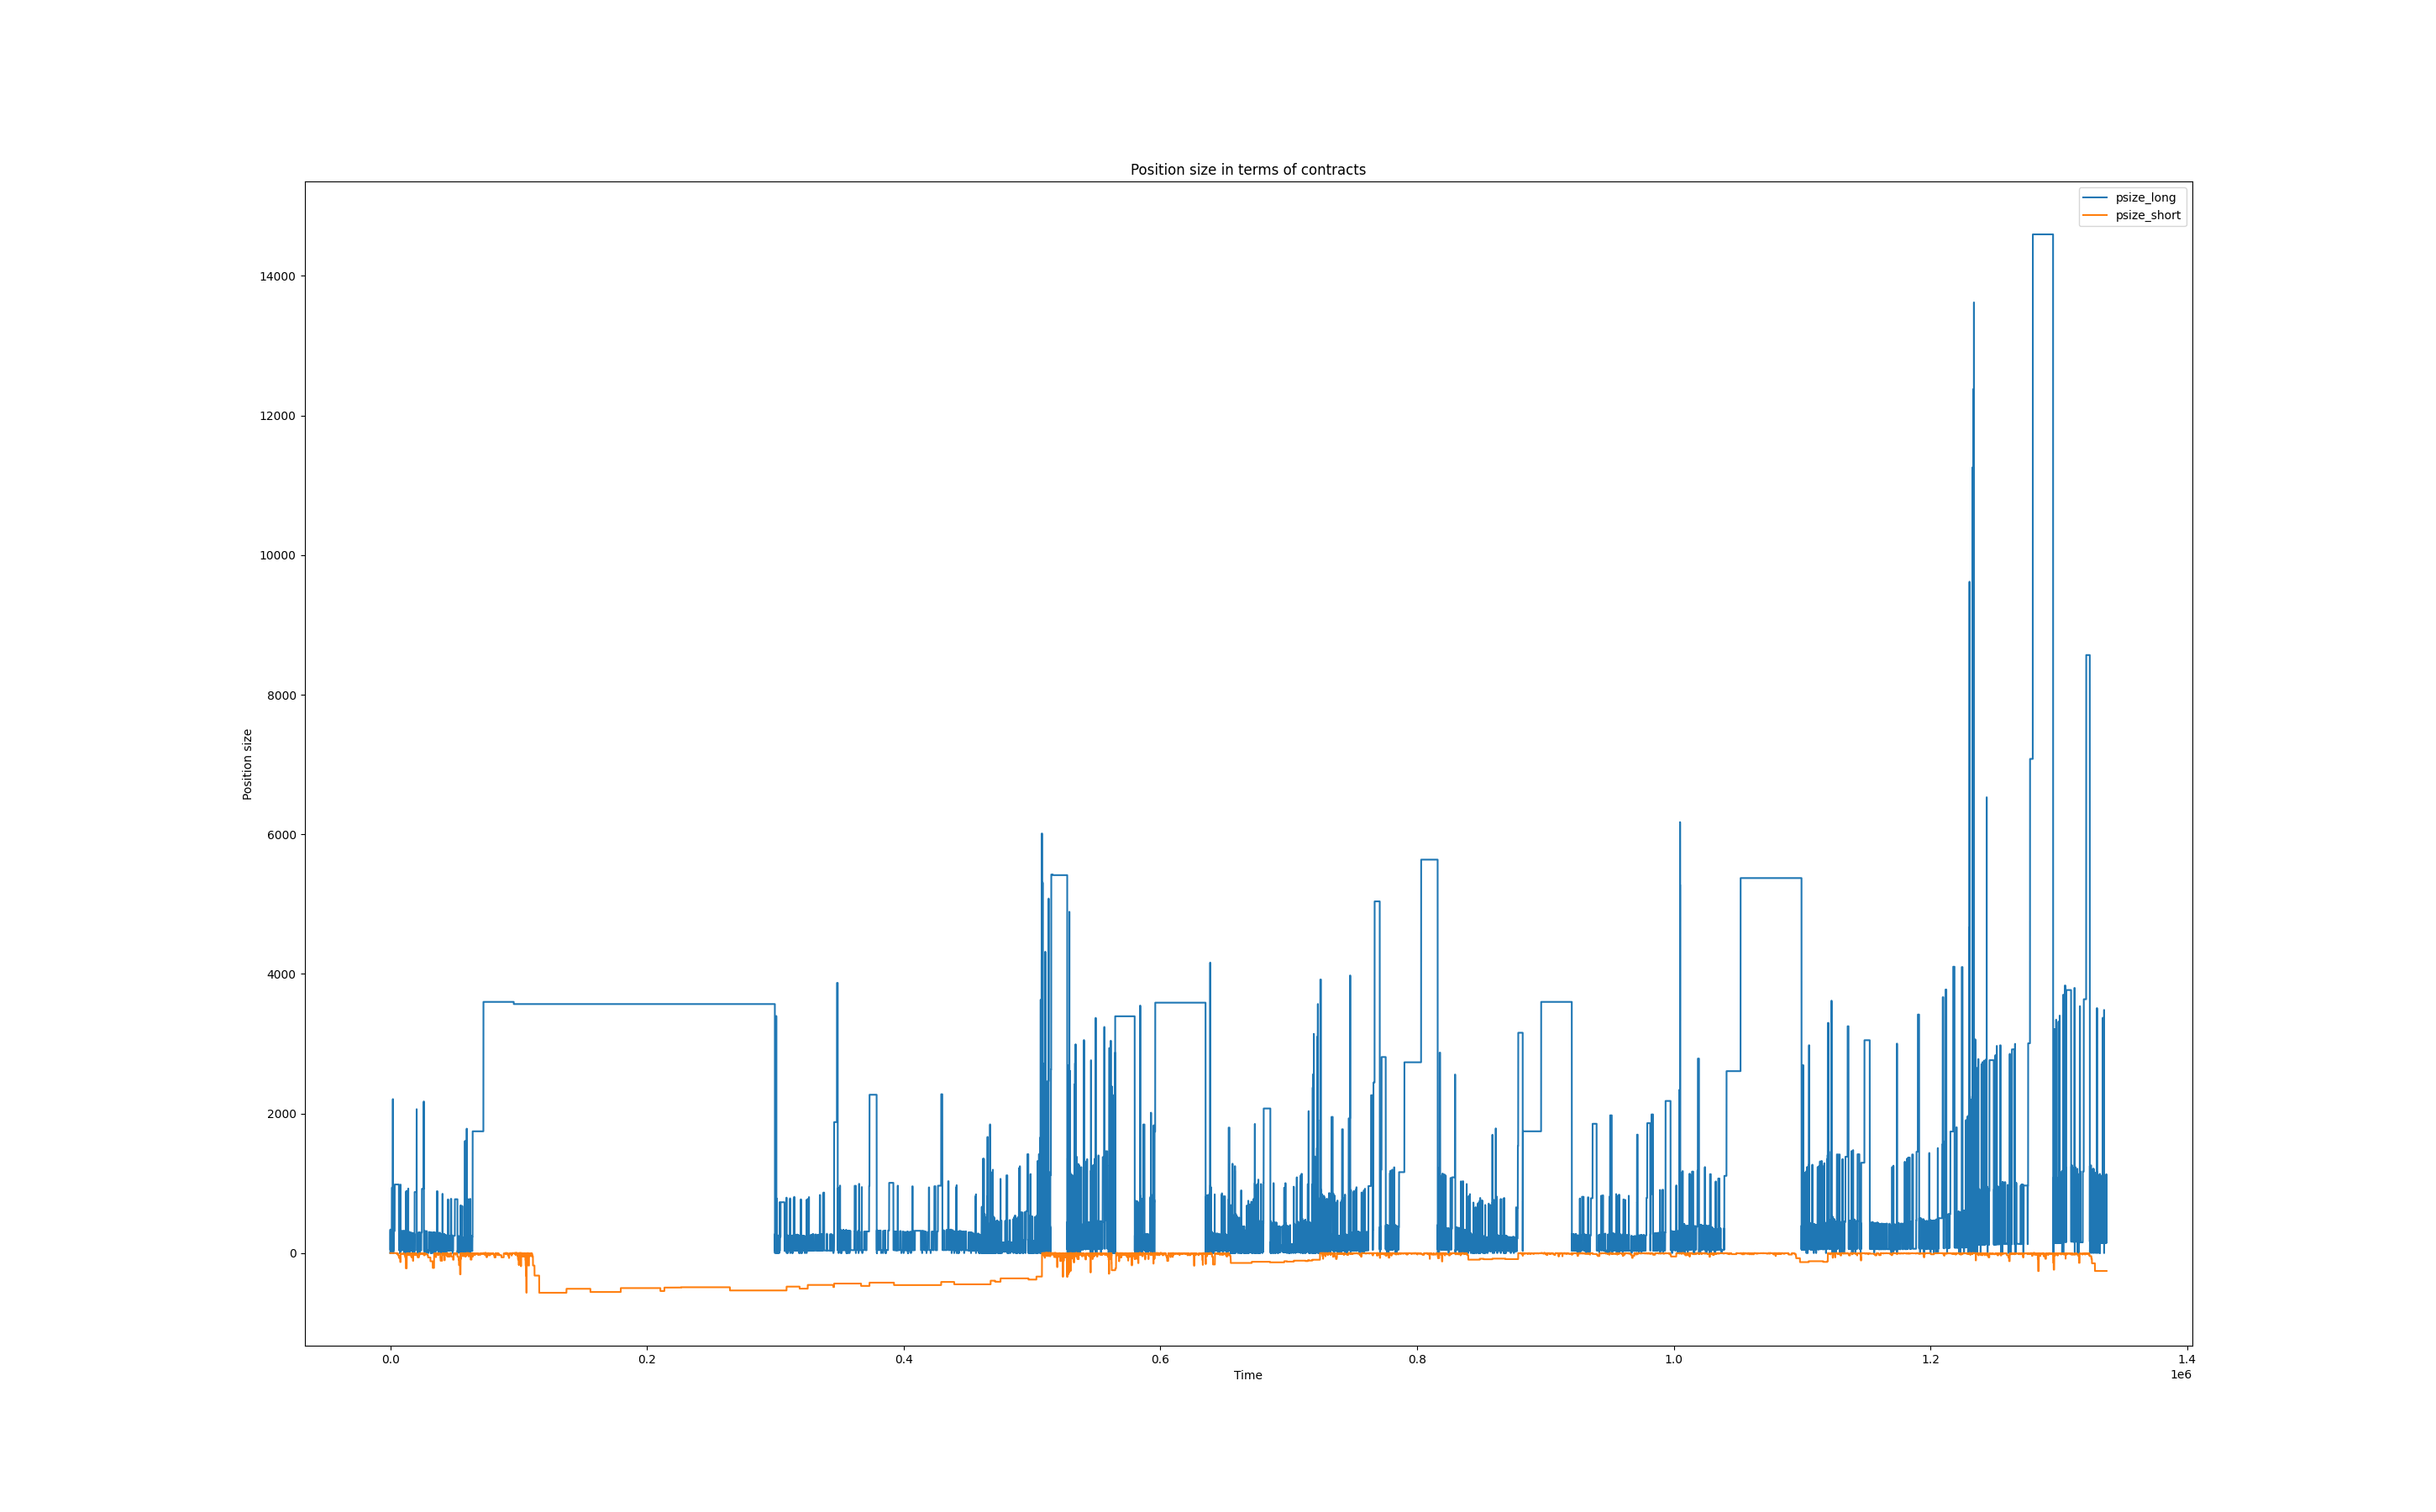 Position size in terms of contracts
psize_long
psize_short
Position size
14000
12000
10000
8000
6000
4000
2000
0
0.0 0.2 0.4 0.6 0.8 1.0 1.2 1.4
1e6
Time